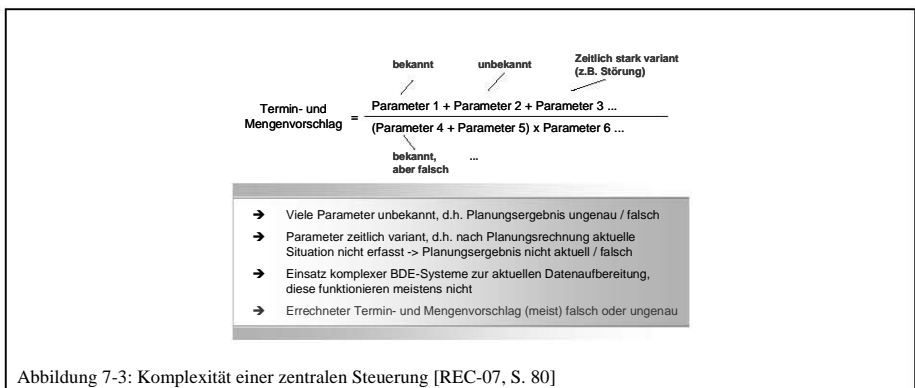 bekannt unbekannt Zeitlich stark variant
(z.B. Störung)
Termin- und
Mengenvorschlag = Parameter 1 + Parameter 2 + Parameter 3 ...
(Parameter 4 + Parameter 5) x Parameter 6 ...
bekannt, ...
aber falsch
➔ Viele Parameter unbekannt, d.h. Planungsergebnis ungenau / falsch
➔ Parameter zeitlich variant, d.h. nach Planungsrechnung aktuelle
Situation nicht erfasst -> Planungsergebnis nicht aktuell / falsch
➔ Einsatz komplexer BDE-Systeme zur aktuellen Datenaufbereitung,
diese funktionieren meistens nicht
➔ Errechneter Termin- und Mengenvorschlag (meist) falsch oder ungenau
Abbildung 7-3: Komplexität einer zentralen Steuerung [REC-07, S. 80]